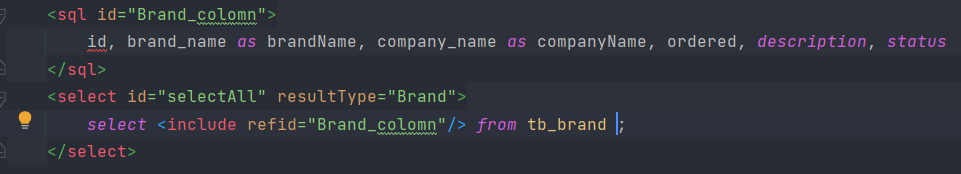 <sql id="Brand_colomn">
id, brand_name as brandName, company_name as companyName, ordered, description, status
</sql>
<select id="selectAll" resultType="Brand">
select <include refid="Brand_colomn"/> from tb_brand ;
</select>